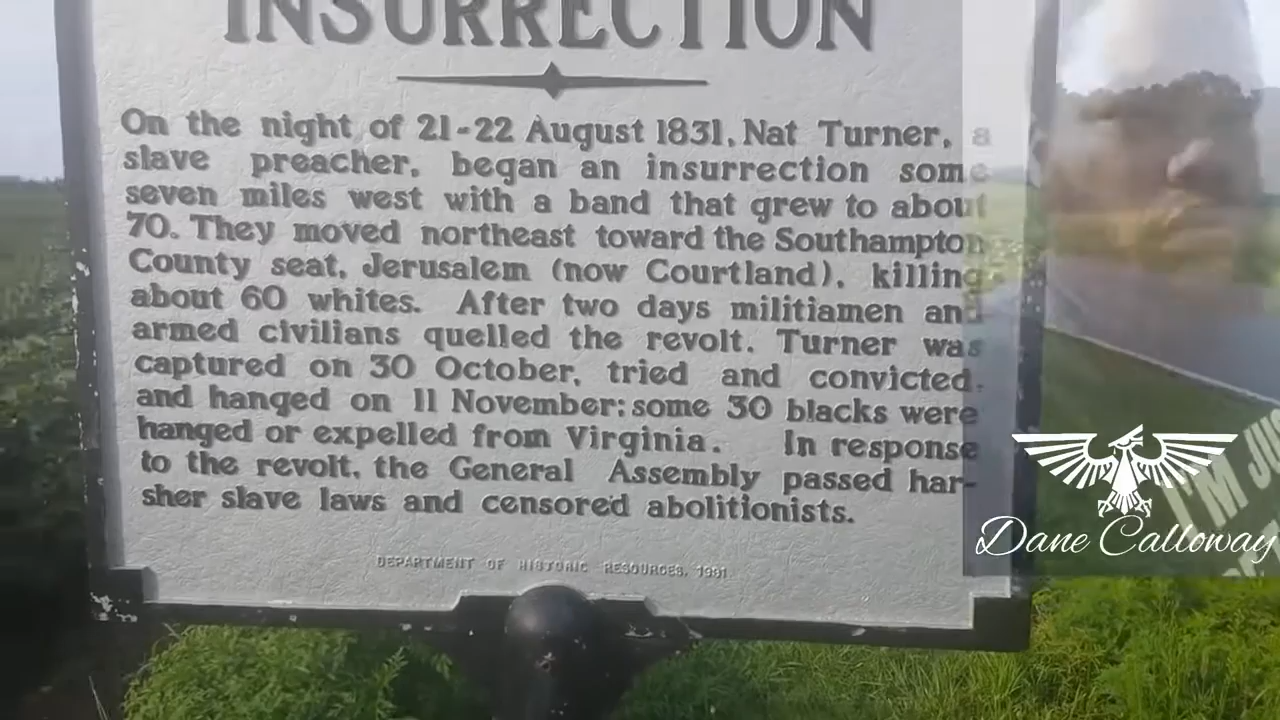 INSURRECTION
On the night of 21-22 August 1831, Nat Turner, a
slave preacher, began an insurrection some
seven miles west with a band that grew to about
70. They moved northeast toward the Southampton
County seat, Jerusalem (now Courtland), killing
about 60 whites. After two days militiamen and
armed civilians quelled the revolt. Turner was
captured on 30 October, tried and convicted,
and hanged on 11 November; some 30 blacks were
hanged or expelled from Virginia. In response
to the revolt, the General Assembly passed har-
sher slave laws and censored abolitionists.
DEPARTMENT OF HISTORIC RESOURCES, 1991
Dane Calloway
I'M JU